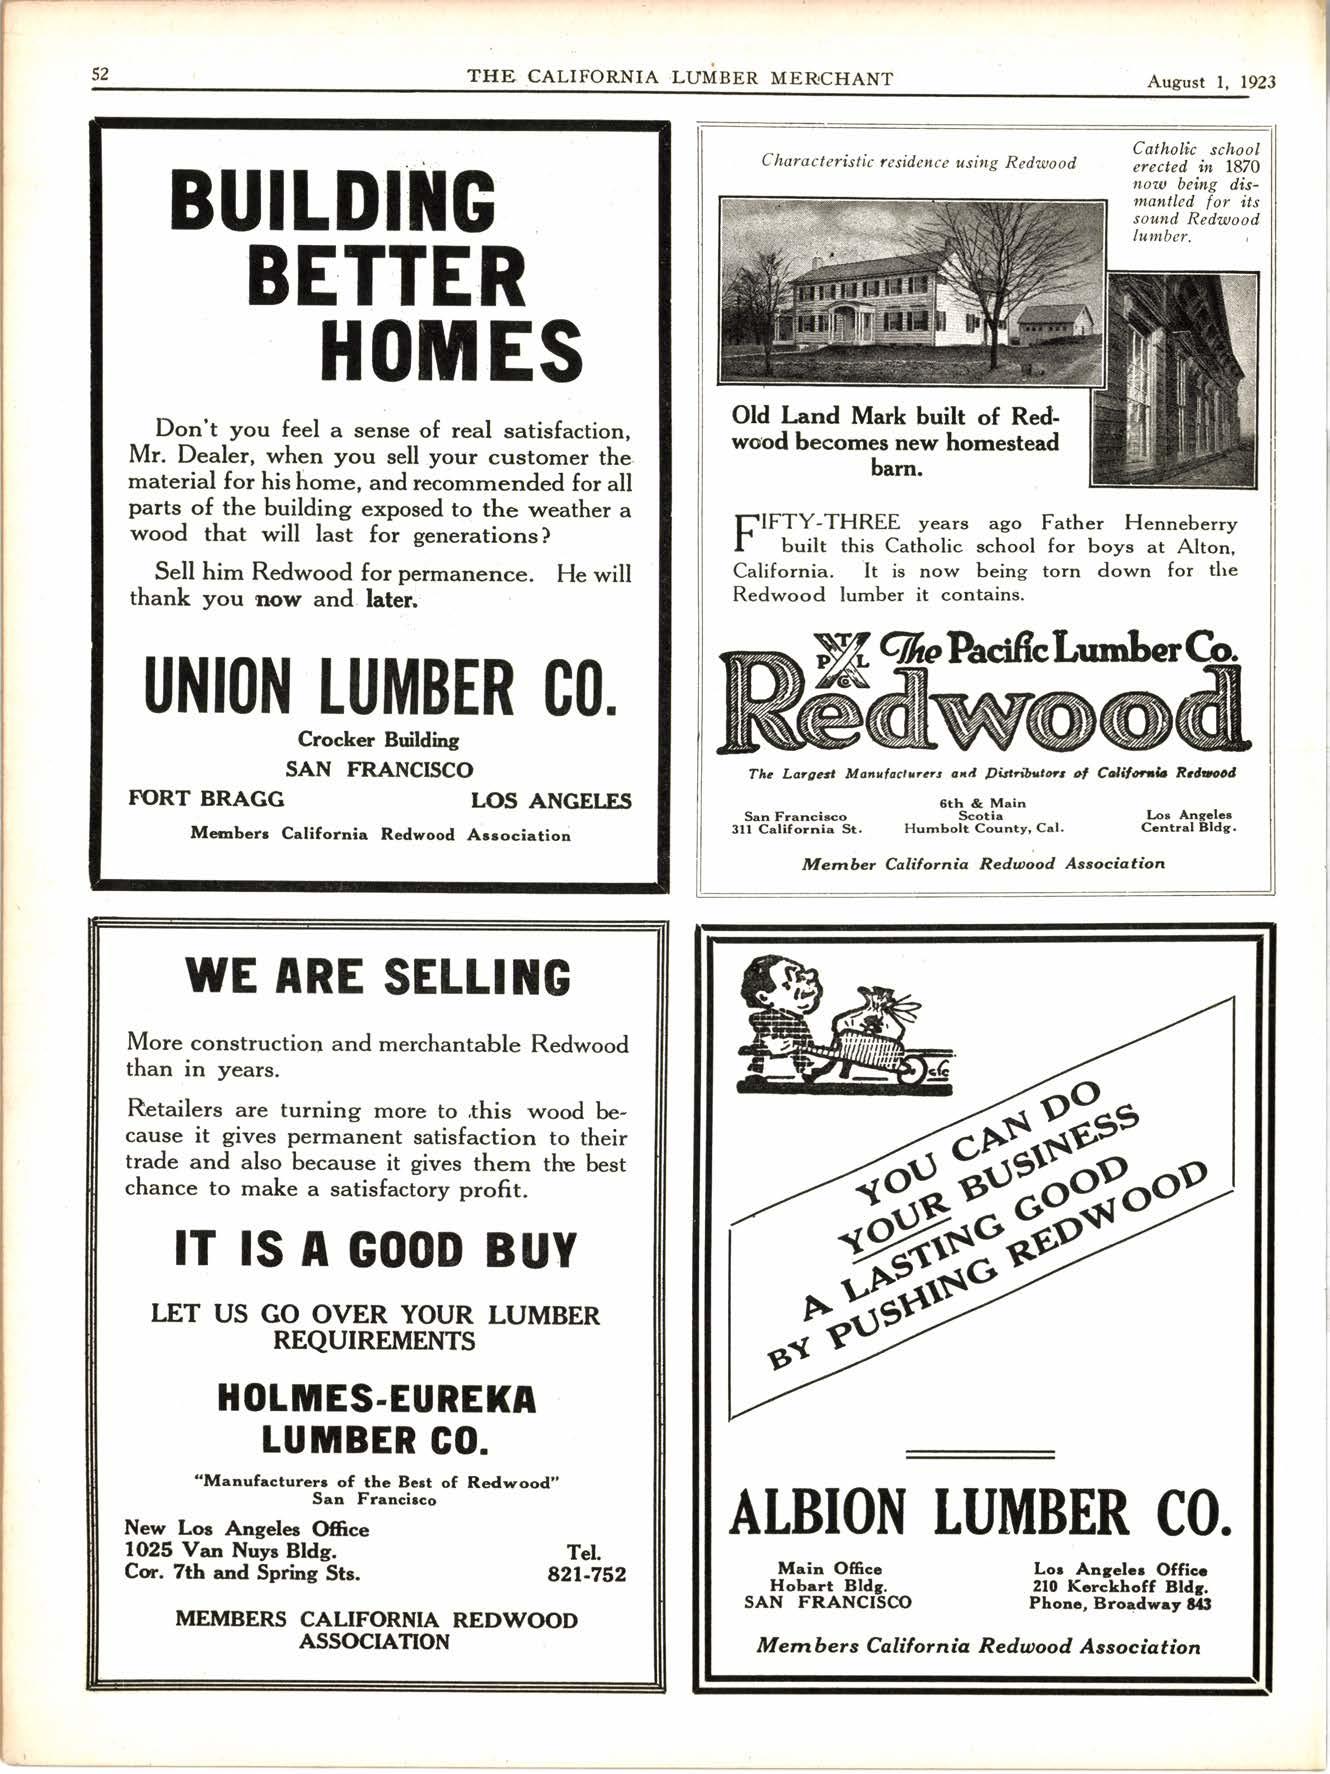 52
THE CALIFORNIA LUMBER MERCHANT
August 1, 1923
BUILDING
BETTER
HOMES
Don't you feel a sense of real satisfaction,
Mr. Dealer, when you sell your customer the
material for his home, and recommended for all
parts of the building exposed to the weather a
wood that will last for generations?
Sell him Redwood for permanence. He will
thank you now and later.
UNION LUMBER CO.
Crocker Building
SAN FRANCISCO
FORT BRAGG LOS ANGELES
Members California Redwood Association
Characteristic residence using Redwood
Catholic school
erected in 1870
now being dis-
mantled for its
sound Redwood
lumber.
Old Land Mark built of Red-
wood becomes new homestead
barn.
FIFTY-THREE years ago Father Henneberry
built this Catholic school for boys at Alton,
California. It is now being torn down for the
Redwood lumber it contains.
T
P L
Co
The Pacific Lumber Co.
Redwood
The Largest Manufacturers and Distributors of California Redwood
San Francisco
311 California St.
6th & Main
Scotia
Humbolt County, Cal.
Los Angeles
Central Bldg.
Member California Redwood Association
WE ARE SELLING
More construction and merchantable Redwood
than in years.
Retailers are turning more to this wood be-
cause it gives permanent satisfaction to their
trade and also because it gives them the best
chance to make a satisfactory profit.
IT IS A GOOD BUY
LET US GO OVER YOUR LUMBER
REQUIREMENTS
HOLMES-EUREKA
LUMBER CO.
"Manufacturers of the Best of Redwood"
San Francisco
New Los Angeles Office
1025 Van Nuys Bldg.
Cor. 7th and Spring Sts.
Tel.
821-752
MEMBERS CALIFORNIA REDWOOD
ASSOCIATION
$
YOU CAN DO
YOUR BUSINESS
A LASTING GOOD
BY PUSHING REDWOOD
ALBION LUMBER CO.
Main Office
Hobart Bldg.
SAN FRANCISCO
Los Angeles Office
210 Kerckhoff Bldg.
Phone, Broadway 843
Members California Redwood Association